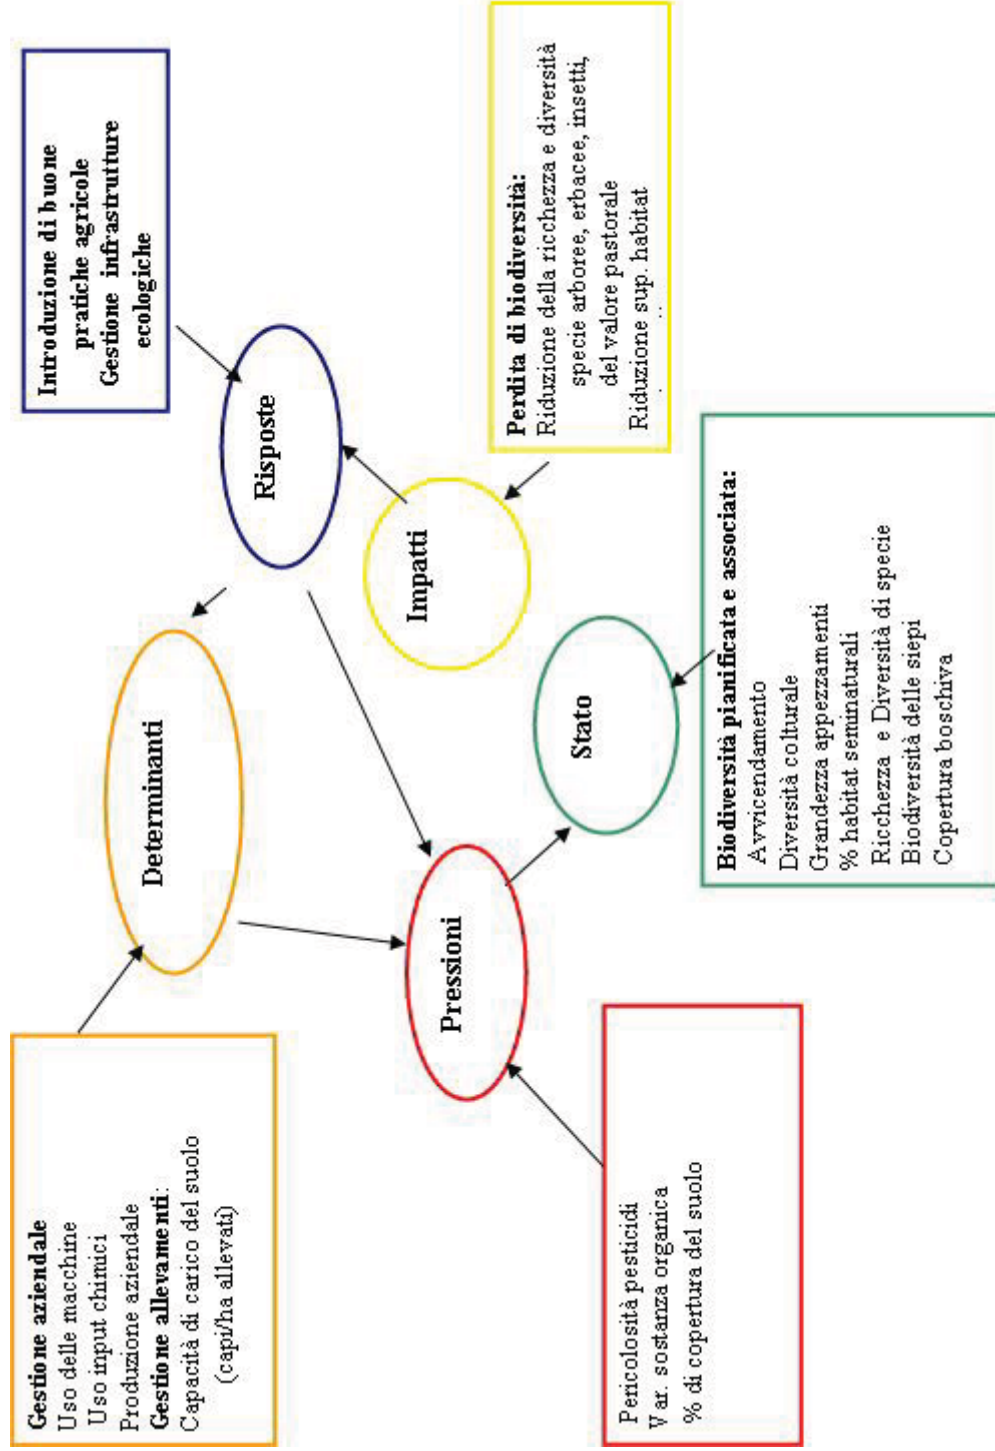 Gestione aziendale
Uso delle macchine
Uso input chimici
Produzione aziendale
Gestione allevamenti:
Capacità di carico del suolo
(capi/ha allevati)
Determinanti
Introduzione di buone
pratiche agricole
Gestione infrastrutture
ecologiche
Risposte
Pressioni
Impatti
Stato
Pericolosità pesticidi
Var. sostanza organica
% di copertura del suolo
Biodiversità pianificata e associata:
Avvicendamento
Diversità colturale
Grandezza appezzamenti
% habitat seminaturali
Ricchezza e Diversità di specie
Biodiversità delle siepi
Copertura boschiva
Perdita di biodiversità:
Riduzione della ricchezza e diversità
specie arboree, erbacee, insetti,
del valore pastorale
Riduzione sup. habitat